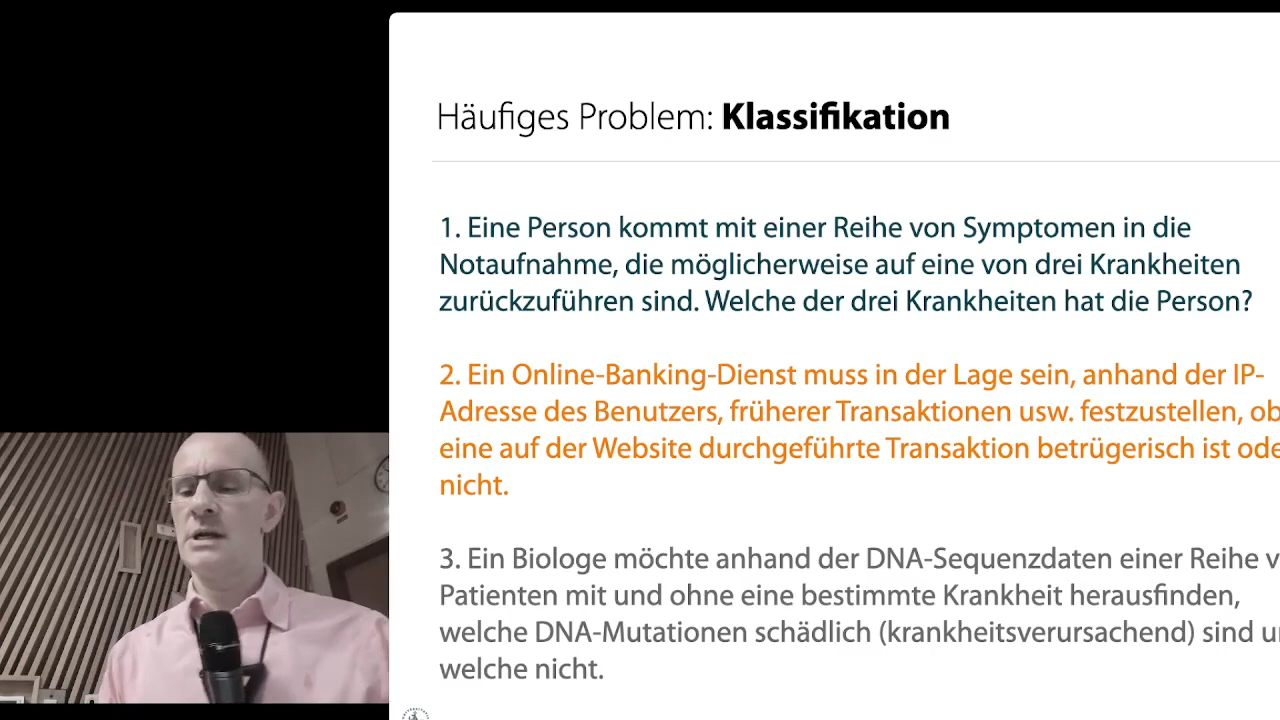 Häufiges Problem: Klassifikation
1. Eine Person kommt mit einer Reihe von Symptomen in die
Notaufnahme, die möglicherweise auf eine von drei Krankheiten
zurückzuführen sind. Welche der drei Krankheiten hat die Person?
2. Ein Online-Banking-Dienst muss in der Lage sein, anhand der IP-
Adresse des Benutzers, früherer Transaktionen usw. festzustellen, ob
eine auf der Website durchgeführte Transaktion betrügerisch ist ode
nicht.
3. Ein Biologe möchte anhand der DNA-Sequenzdaten einer Reihe v
Patienten mit und ohne eine bestimmte Krankheit herausfinden,
welche DNA-Mutationen schädlich (krankheitsverursachend) sind u
welche nicht.